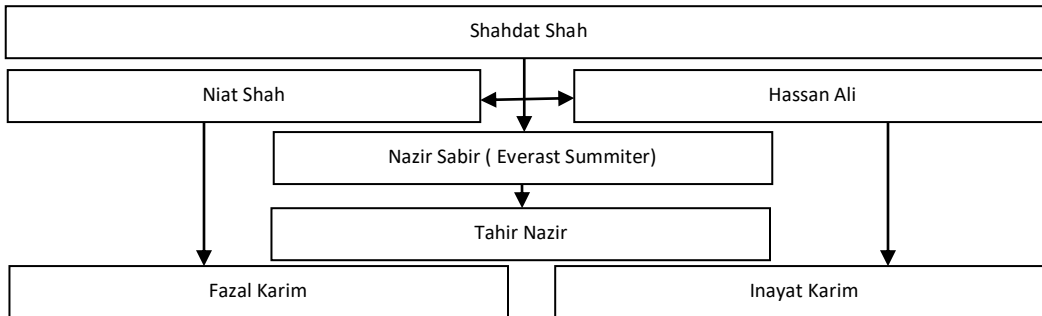 Shahdat Shah
Niat Shah
Hassan Ali
Nazir Sabir ( Everast Summiter)
Tahir Nazir
Fazal Karim
Inayat Karim